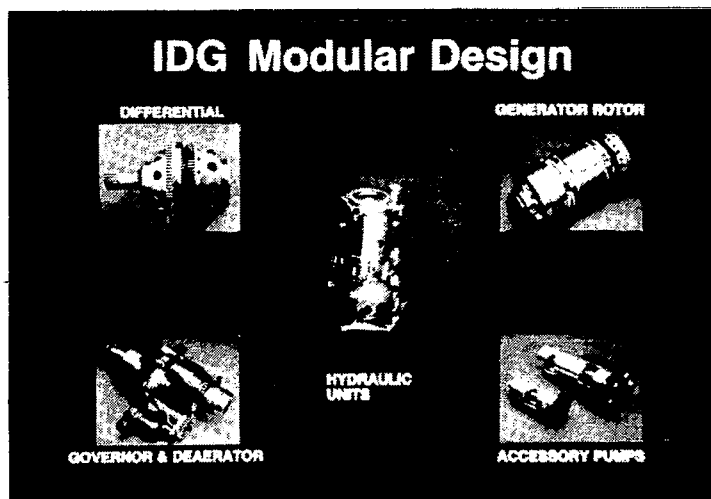 IDG Modular Design
DIFFERENTIAL
GENERATOR ROTOR
HYDRAULIC
UNITS
GOVERNOR & DEAERATOR
ACCESSORY PUMPS